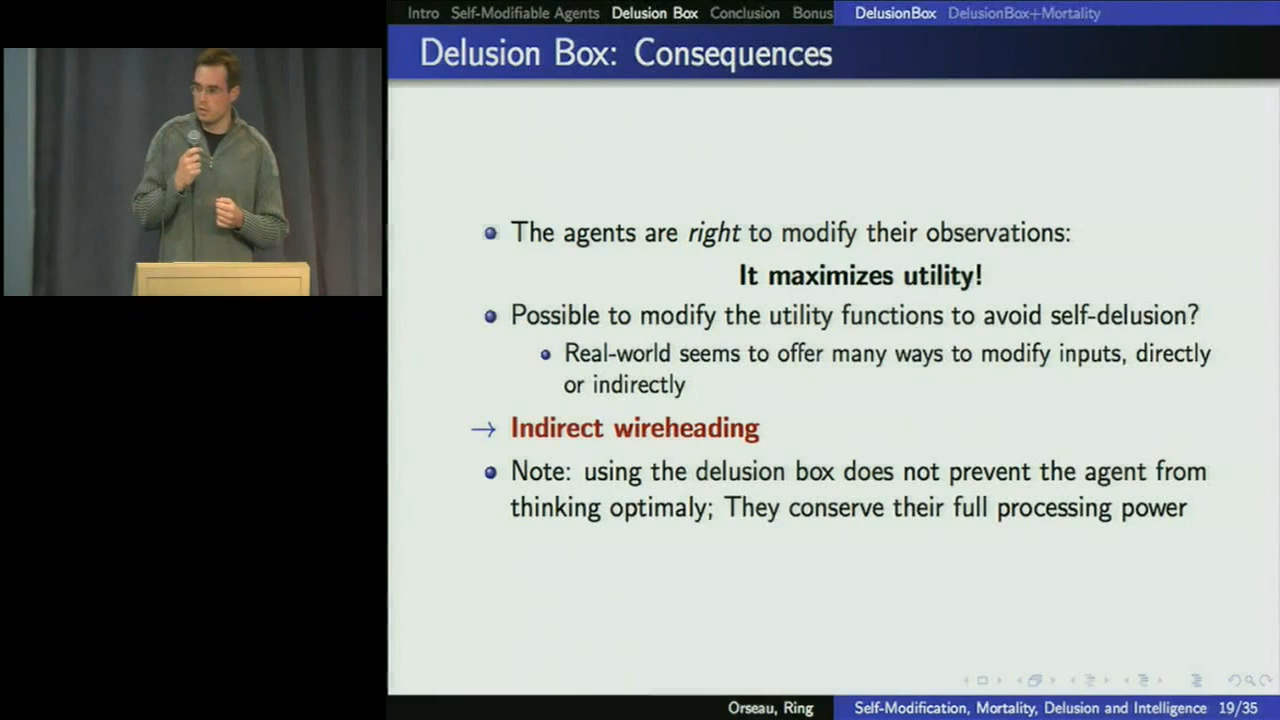 Intro Self-Modifiable Agents Delusion Box Conclusion Bonus DelusionBox DelusionBox+Mortality
Delusion Box: Consequences
The agents are right to modify their observations:
It maximizes utility!
Possible to modify the utility functions to avoid self-delusion?
Real-world seems to offer many ways to modify inputs, directly
or indirectly
→ Indirect wireheading
Note: using the delusion box does not prevent the agent from
thinking optimaly; They conserve their full processing power
Orseau, Ring Self-Modification, Mortality, Delusion and Intelligence 19/35